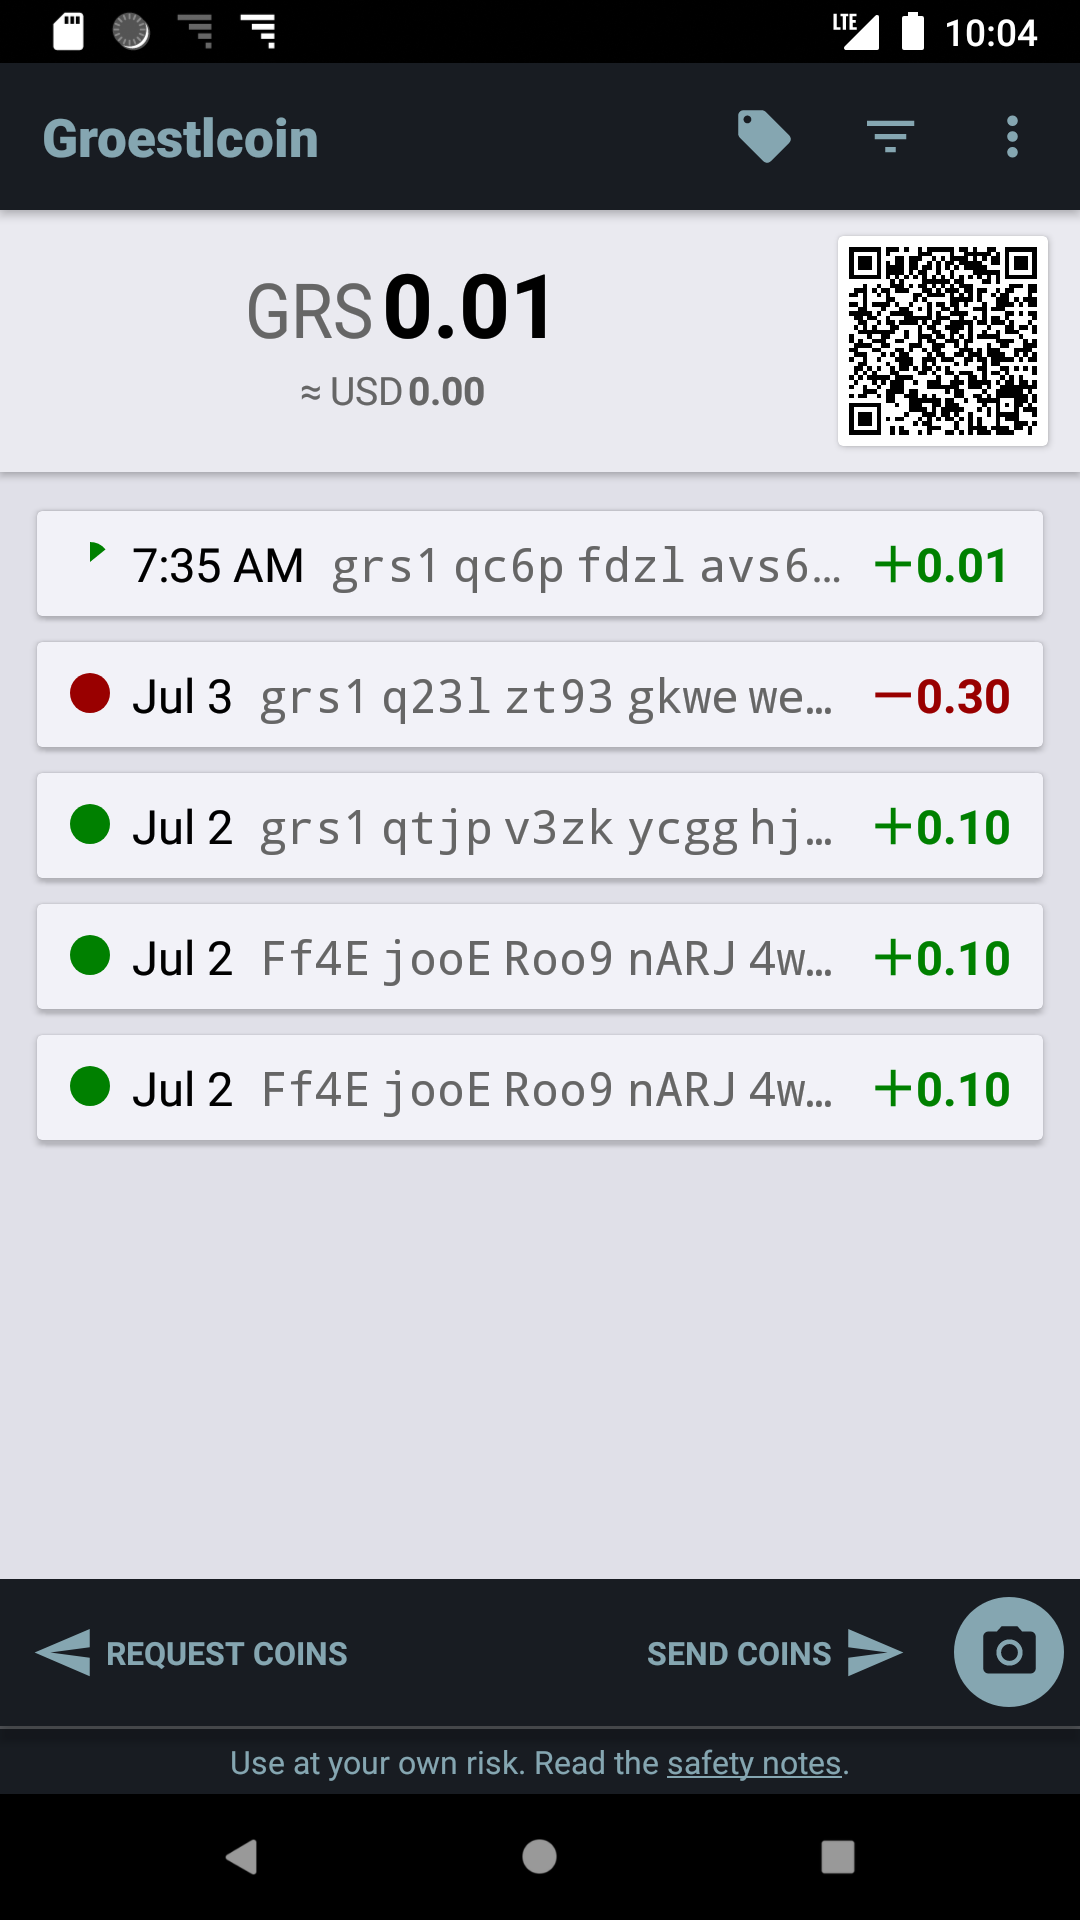 LTE 10:04
Groestlcoin
GRS 0.01
≈ USD 0.00
7:35 AM grs1 qc6p fdzl avs6… +0.01
Jul 3 grs1 q23l zt93 gkwe we… −0.30
Jul 2 grs1 qtjp v3zk ycgg hj… +0.10
Jul 2 Ff4E jooE Roo9 nARJ 4w… +0.10
Jul 2 Ff4E jooE Roo9 nARJ 4w… +0.10
REQUEST COINS SEND COINS
Use at your own risk. Read the safety notes.